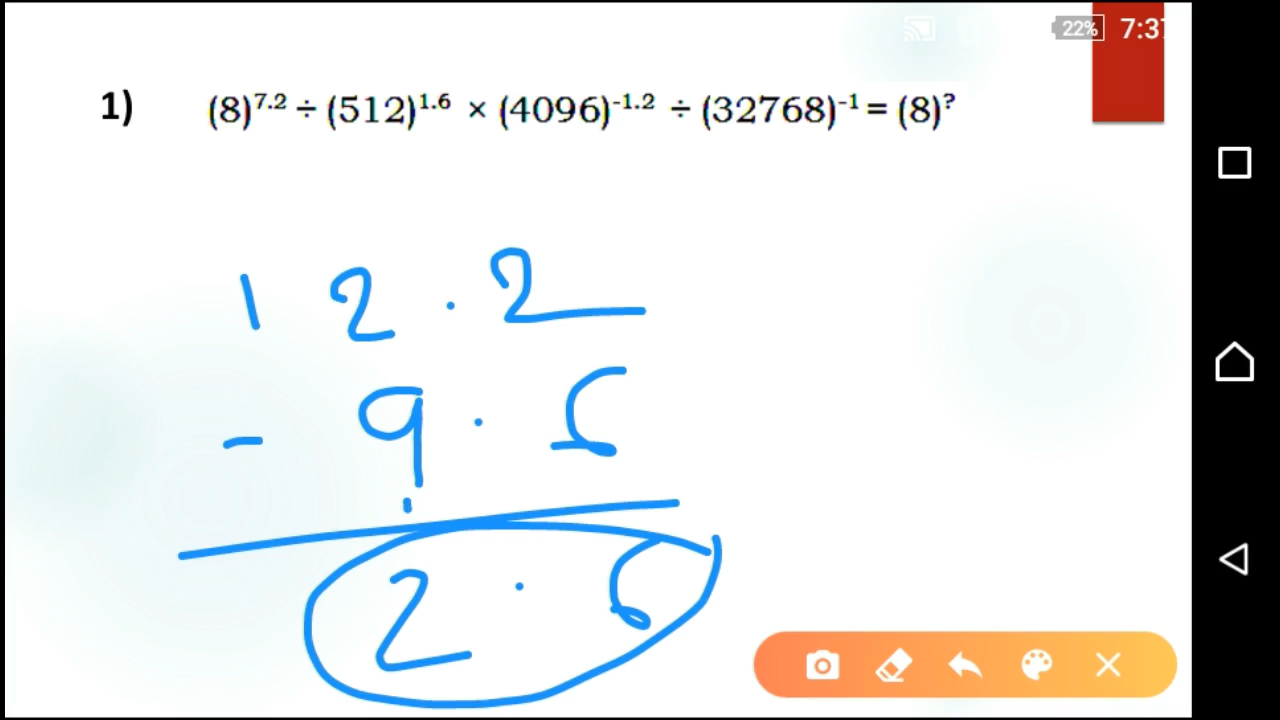 22% 7:37
1) (8)^7.2 ÷ (512)^1.6 × (4096)^-1.2 ÷ (32768)^-1 = (8)^?
12.2
- 9.6
2.6